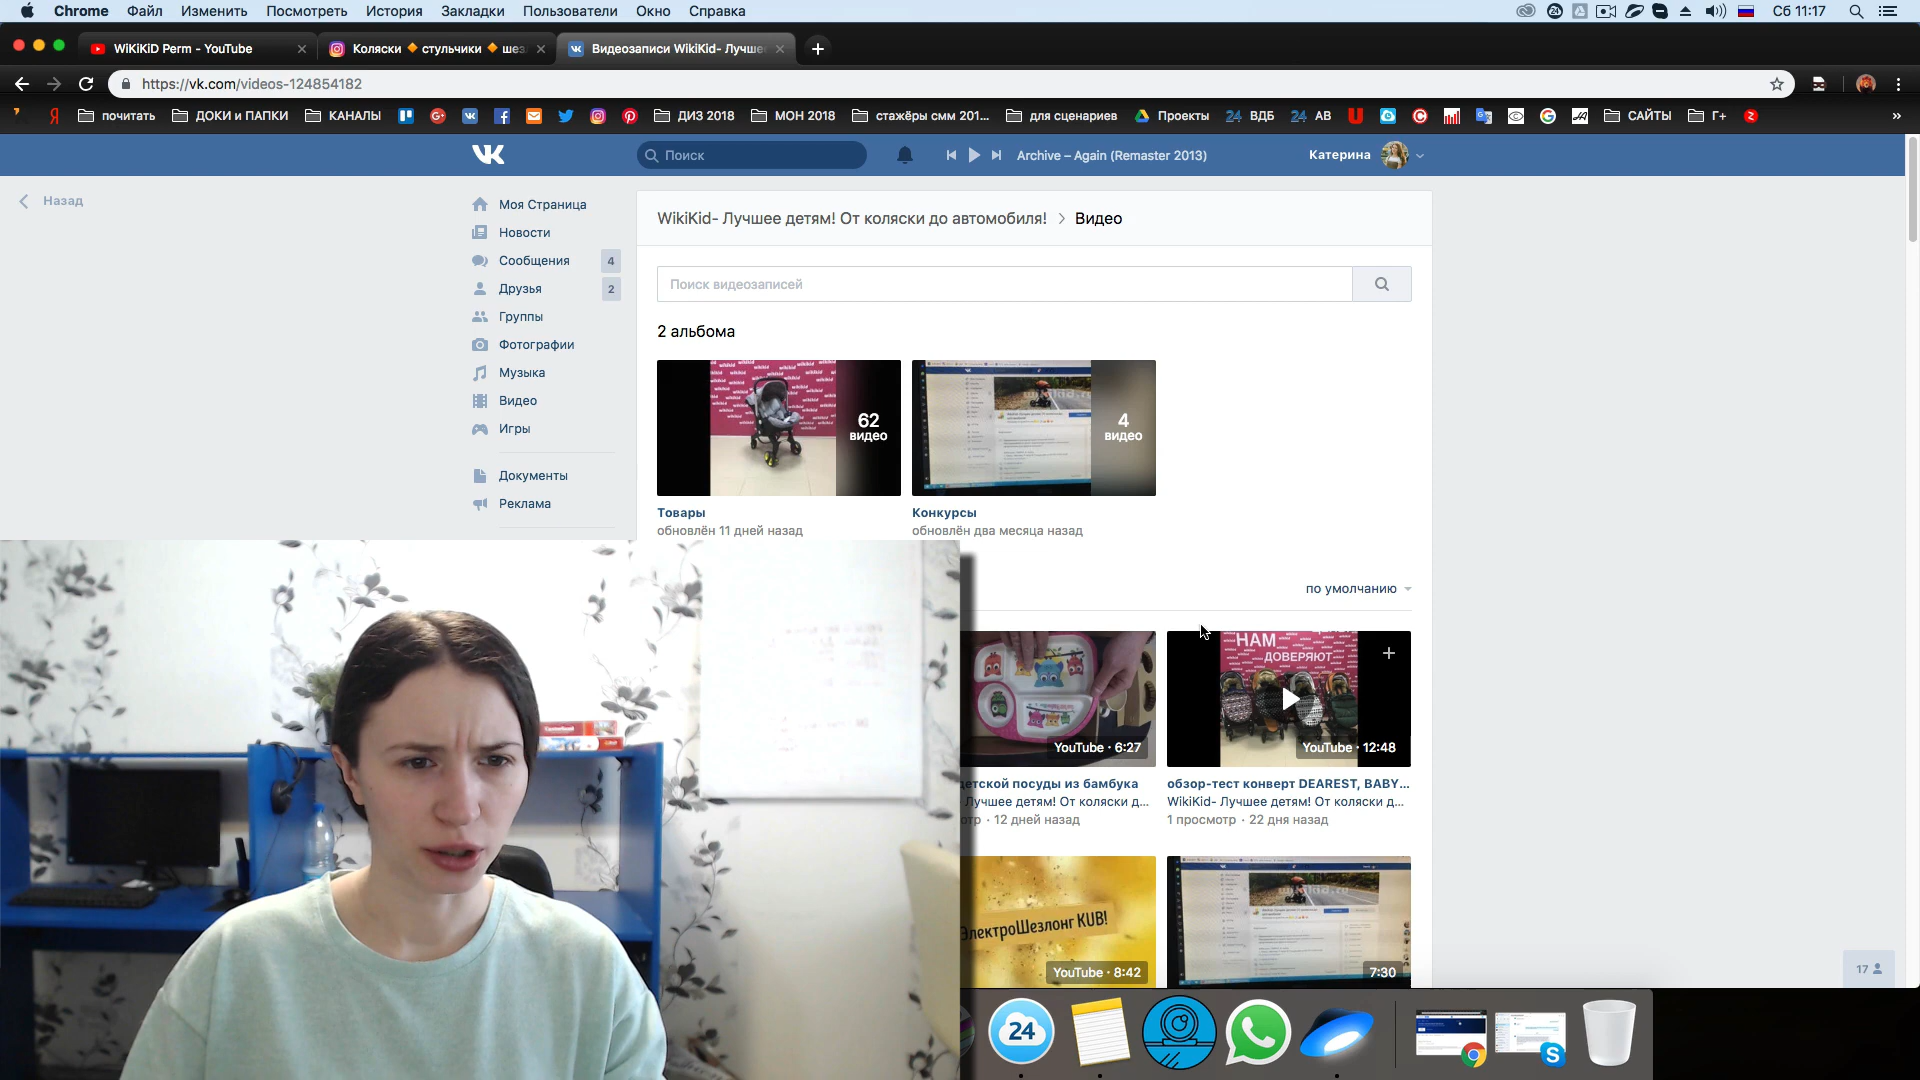 Chrome Файл Изменить Посмотреть История Закладки Пользователи Окно Справка
Сб 11:17
WiKiKiD Perm - YouTube
Коляски 🔸 стульчики 🔸 шез
Видеозаписи WikiKid- Лучше
https://vk.com/videos-124854182
почитать
ДОКИ и ПАПКИ
КАНАЛЫ
ДИЗ 2018
МОН 2018
стажёры смм 201...
для сценариев
Проекты
24 ВДБ
24 АВ
САЙТЫ
Г+
»
Поиск
Archive – Again (Remaster 2013)
Катерина
Назад
Моя Страница
Новости
Сообщения 4
Друзья 2
Группы
Фотографии
Музыка
Видео
Игры
Документы
Реклама
WikiKid- Лучшее детям! От коляски до автомобиля! > Видео
Поиск видеозаписей
2 альбома
62
видео
4
видео
Товары
обновлён 11 дней назад
Конкурсы
обновлён два месяца назад
по умолчанию
YouTube · 6:27
НАМ
ДОВЕРЯЮТ
YouTube · 12:48
детской посуды из бамбука
Лучшее детям! От коляски д...
отр · 12 дней назад
обзор-тест конверт DEAREST, BABY...
WikiKid- Лучшее детям! От коляски д...
1 просмотр · 22 дня назад
ЭлектроШезлонг KUB!
YouTube · 8:42
7:30
17
24